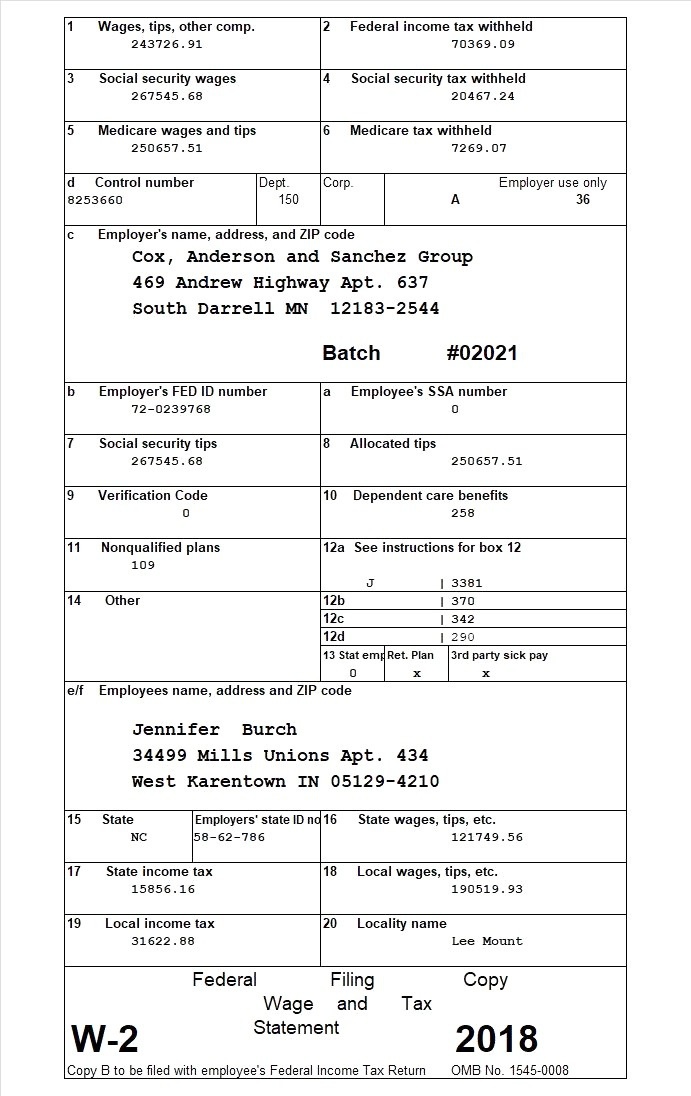 1 Wages, tips, other comp. 2 Federal income tax withheld
243726.91 70369.09
3 Social security wages 4 Social security tax withheld
267545.68 20467.24
5 Medicare wages and tips 6 Medicare tax withheld
250657.51 7269.07
d Control number Dept. Corp. Employer use only
8253660 150 A 36
c Employer's name, address, and ZIP code
Cox, Anderson and Sanchez Group
469 Andrew Highway Apt. 637
South Darrell MN 12183-2544
Batch #02021
b Employer's FED ID number a Employee's SSA number
72-0239768 0
7 Social security tips 8 Allocated tips
267545.68 250657.51
9 Verification Code 10 Dependent care benefits
0 258
11 Nonqualified plans 12a See instructions for box 12
109
J | 3381
14 Other 12b | 370
12c | 342
12d | 290
13 Stat emp Ret. Plan 3rd party sick pay
0 x x
e/f Employees name, address and ZIP code
Jennifer Burch
34499 Mills Unions Apt. 434
West Karentown IN 05129-4210
15 State Employers' state ID no 16 State wages, tips, etc.
NC 58-62-786 121749.56
17 State income tax 18 Local wages, tips, etc.
15856.16 190519.93
19 Local income tax 20 Locality name
31622.88 Lee Mount
Federal Filing Copy
Wage and Tax
Statement
W-2 2018
Copy B to be filed with employee's Federal Income Tax Return OMB No. 1545-0008